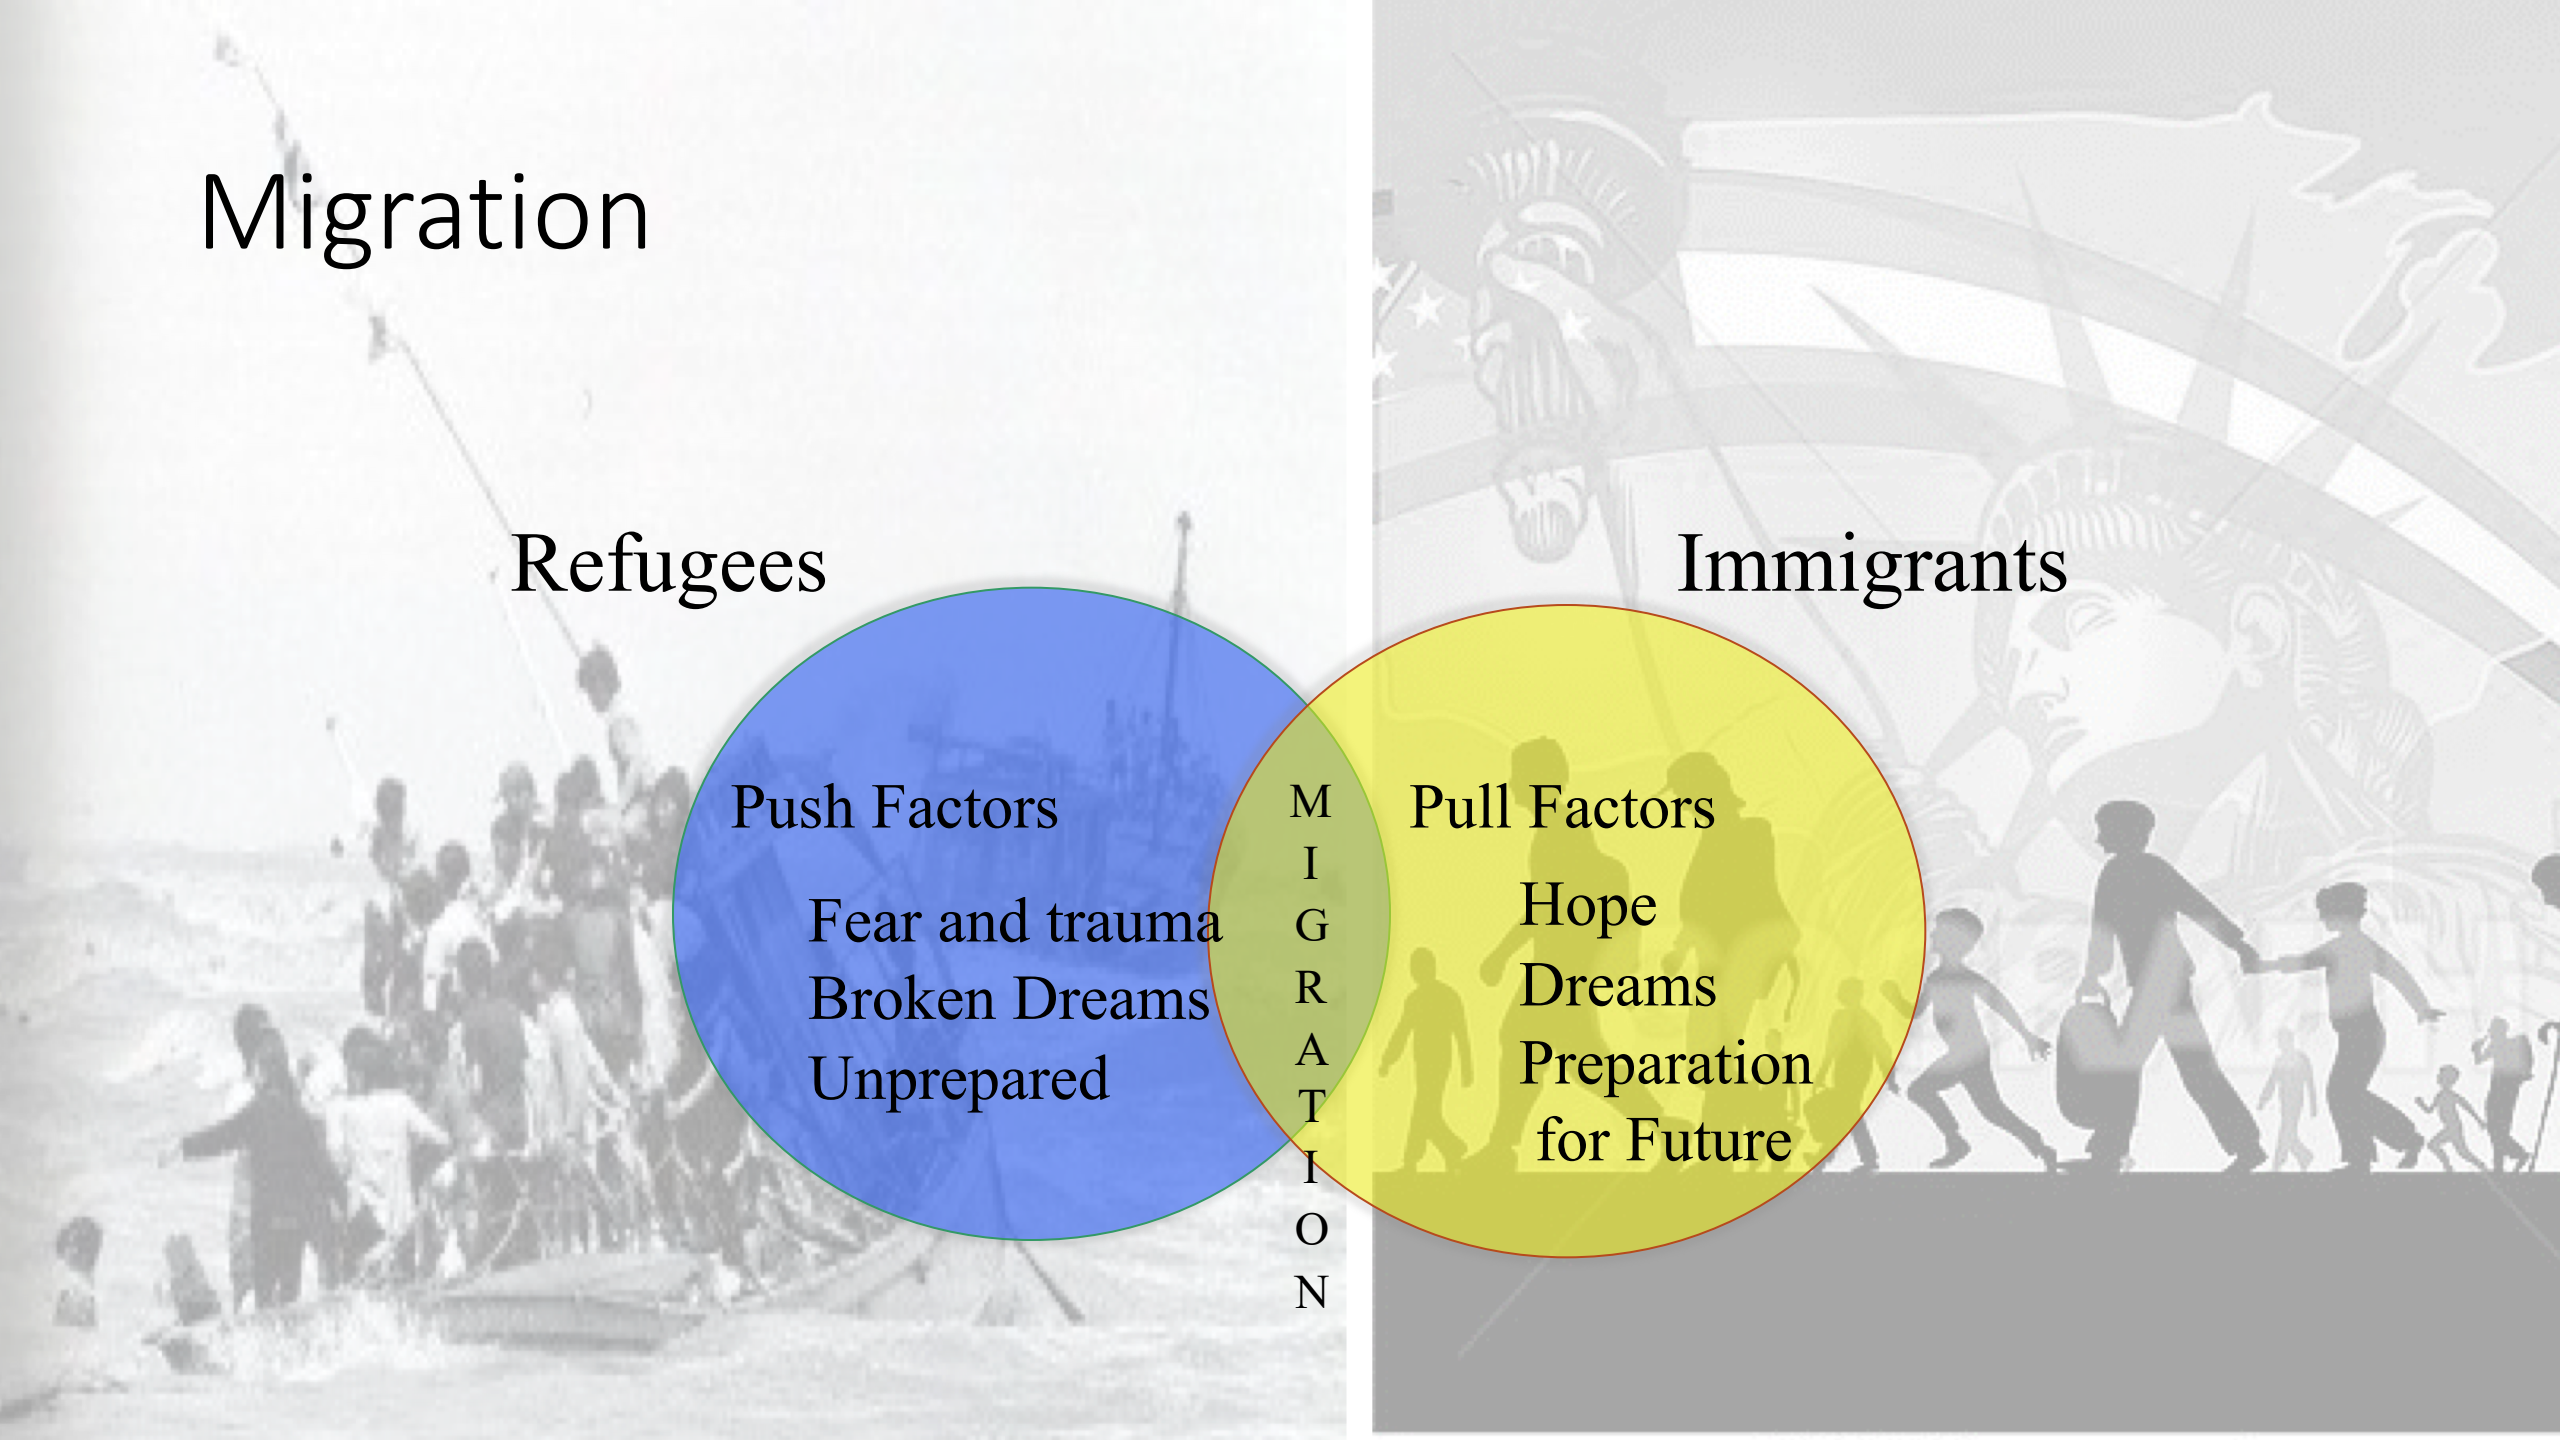 Migration
Refugees
Immigrants
Push Factors
Fear and trauma
Broken Dreams
Unprepared
M
I
G
R
A
T
I
O
N
Pull Factors
Hope
Dreams
Preparation
for Future